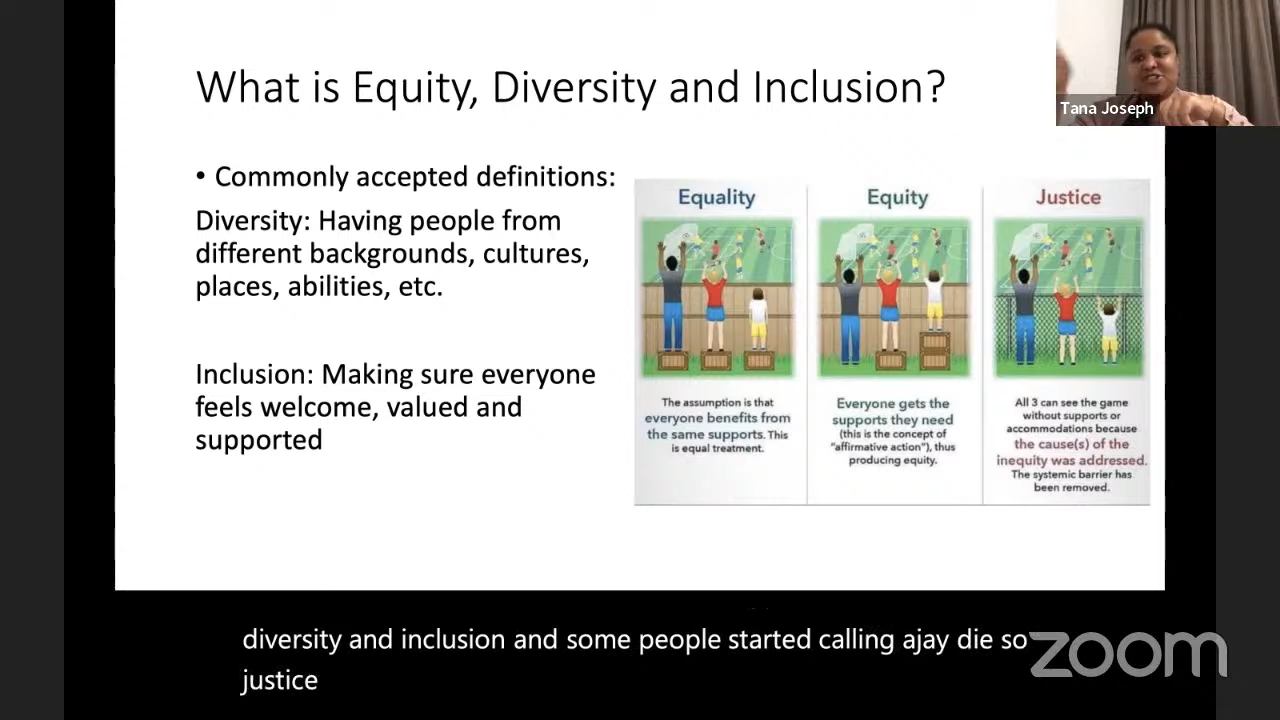 What is Equity, Diversity and Inclusion?
Tana Joseph
• Commonly accepted definitions:
Diversity: Having people from
different backgrounds, cultures,
places, abilities, etc.
Inclusion: Making sure everyone
feels welcome, valued and
supported
Equality
The assumption is that
everyone benefits from
the same supports. This
is equal treatment.
Equity
Everyone gets the
supports they need
(this is the concept of
"affirmative action"), thus
producing equity.
Justice
All 3 can see the game
without supports or
accommodations because
the cause(s) of the
inequity was addressed.
The systemic barrier has
been removed.
diversity and inclusion and some people started calling ajay die so
justice
zoom